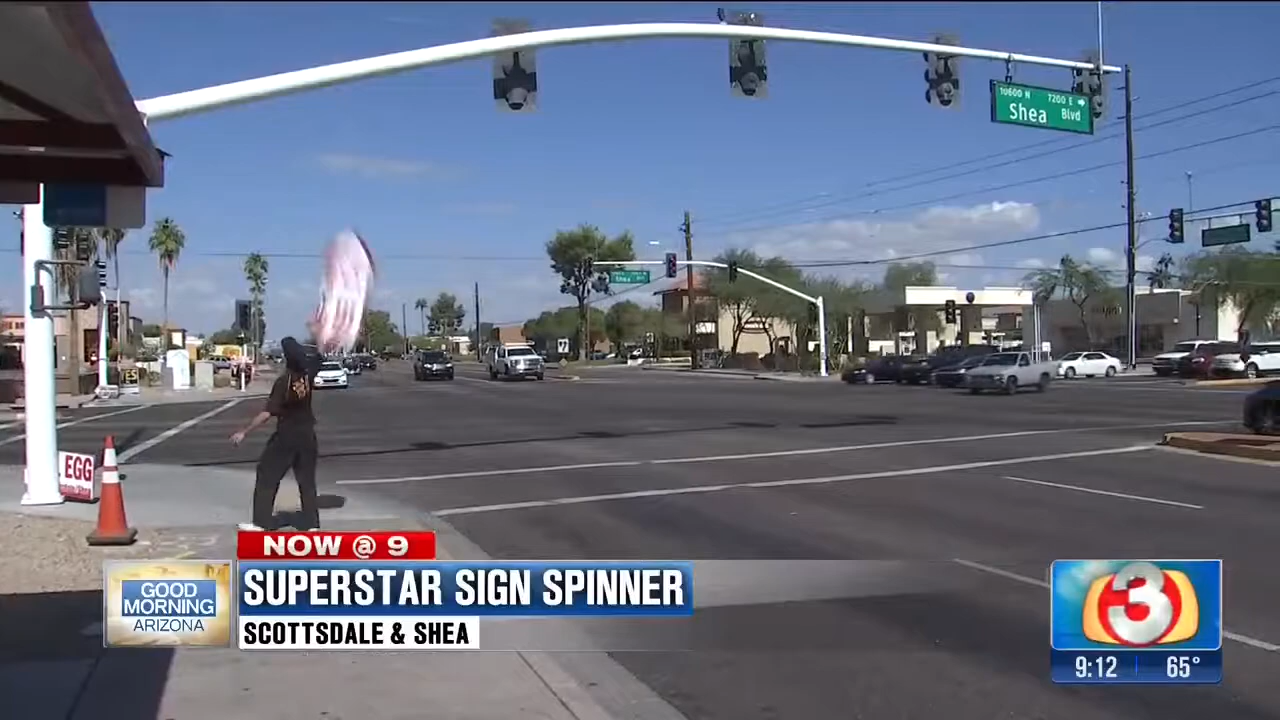 10600 N 7200 E →
Shea Blvd
Shea
EGG
NOW @ 9
SUPERSTAR SIGN SPINNER
SCOTTSDALE & SHEA
GOOD
MORNING
ARIZONA
3
9:12 65°